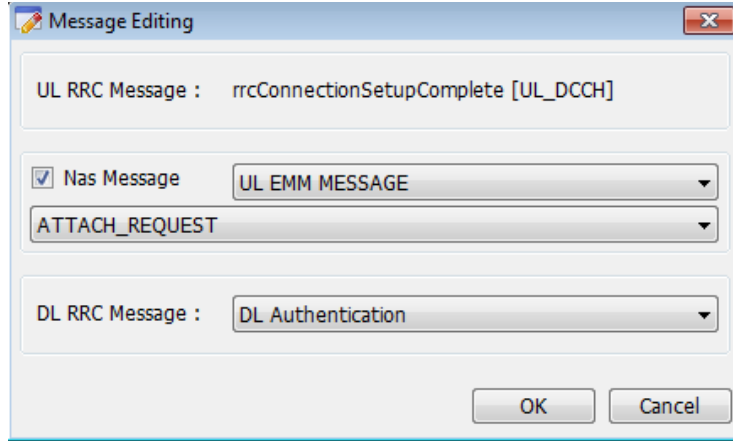 Message Editing
UL RRC Message : rrcConnectionSetupComplete [UL_DCCH]
Nas Message UL EMM MESSAGE
ATTACH_REQUEST
DL RRC Message : DL Authentication
OK Cancel